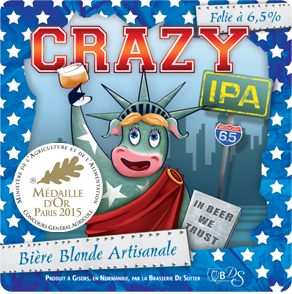 Folie à 6,5%
CRAZY
IPA
65
MINISTÈRE DE L'AGRICULTURE ET DE L'ALIMENTATION
MÉDAILLE
D'OR
PARIS 2015
CONCOURS GÉNÉRAL AGRICOLE
IN BEER
WE
TRUST
Bière Blonde Artisanale
PRODUIT À GISORS, EN NORMANDIE, PAR LA BRASSERIE DE SUTTER
BDS